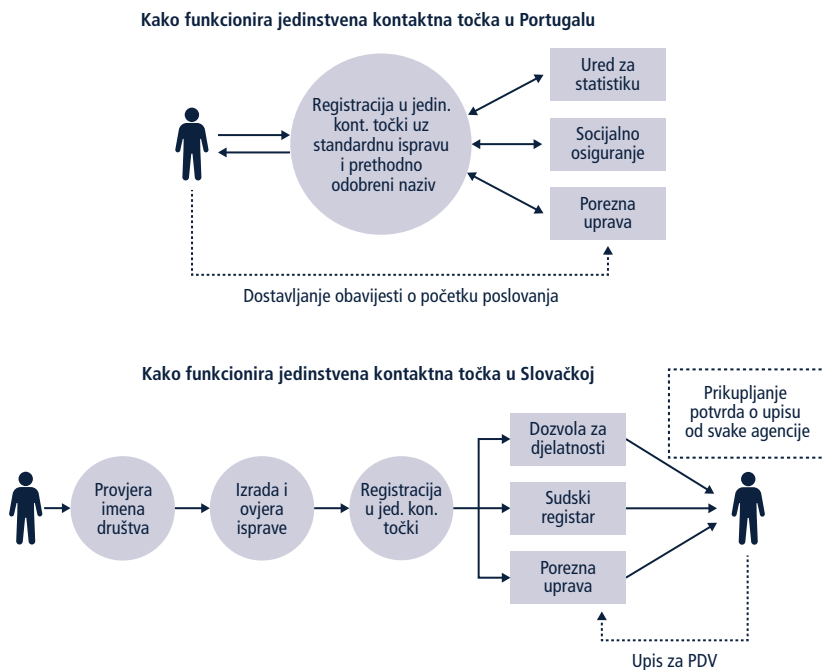 Kako funkcionira jedinstvena kontaktna točka u Portugalu
Registracija u jedin.
kont. točki uz
standardnu ispravu
i prethodno
odobreni naziv
Ured za
statistiku
Socijalno
osiguranje
Porezna
uprava
Dostavljanje obavijesti o početku poslovanja
Kako funkcionira jedinstvena kontaktna točka u Slovačkoj
Provjera
imena
društva
Izrada i
ovjera
isprave
Registracija
u jed. kon.
točki
Dozvola za
djelatnosti
Sudski
registar
Porezna
uprava
Prikupljanje
potvrda o upisu
od svake agencije
Upis za PDV